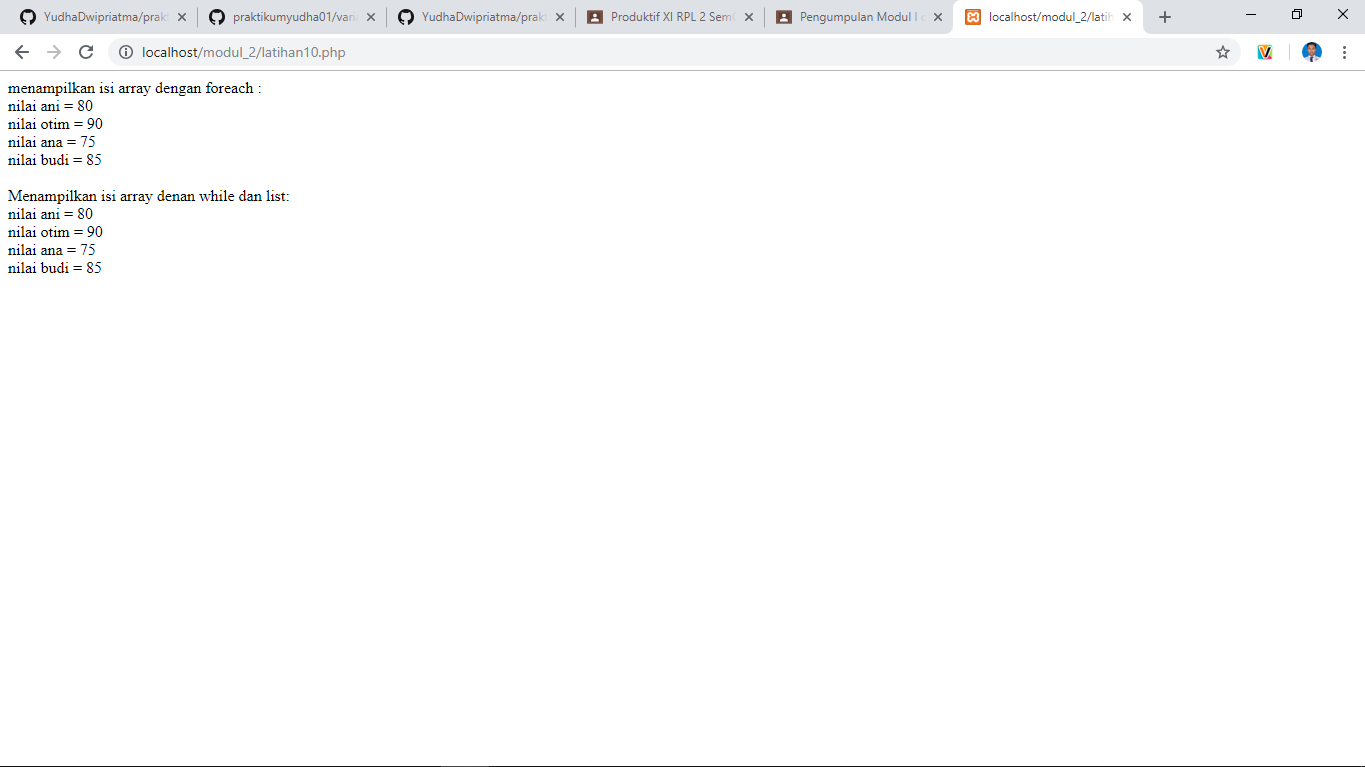 YudhaDwipriatma/prak
praktikumyudha01/vari
YudhaDwipriatma/prak
Produktif XI RPL 2 Sem
Pengumpulan Modul I
localhost/modul_2/latih
localhost/modul_2/latihan10.php
menampilkan isi array dengan foreach :
nilai ani = 80
nilai otim = 90
nilai ana = 75
nilai budi = 85
Menampilkan isi array denan while dan list:
nilai ani = 80
nilai otim = 90
nilai ana = 75
nilai budi = 85